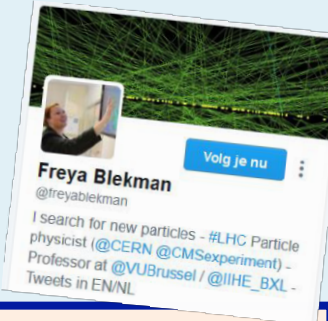 Volg je nu
Freya Blekman
@freyablekman
I search for new particles - #LHC Particle
physicist (@CERN @CMSexperiment) -
Professor at @VUBrussel / @IIHE_BXL -
Tweets in EN/NL